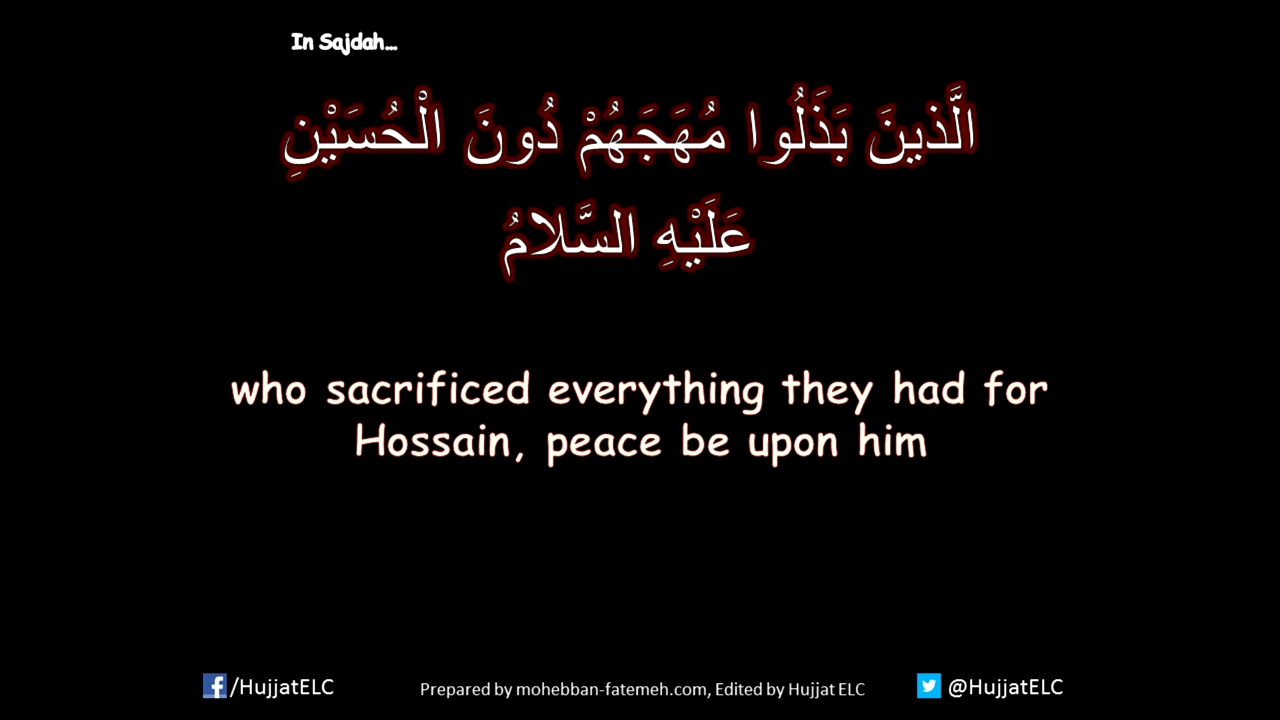 In Sajdah...
الَّذينَ بَذَلُوا مُهَجَهُمْ دُونَ الْحُسَيْنِ
عَلَيْهِ السَّلامُ
who sacrificed everything they had for
Hossain, peace be upon him
/HujjatELC
Prepared by mohebban-fatemeh.com, Edited by Hujjat ELC
@HujjatELC